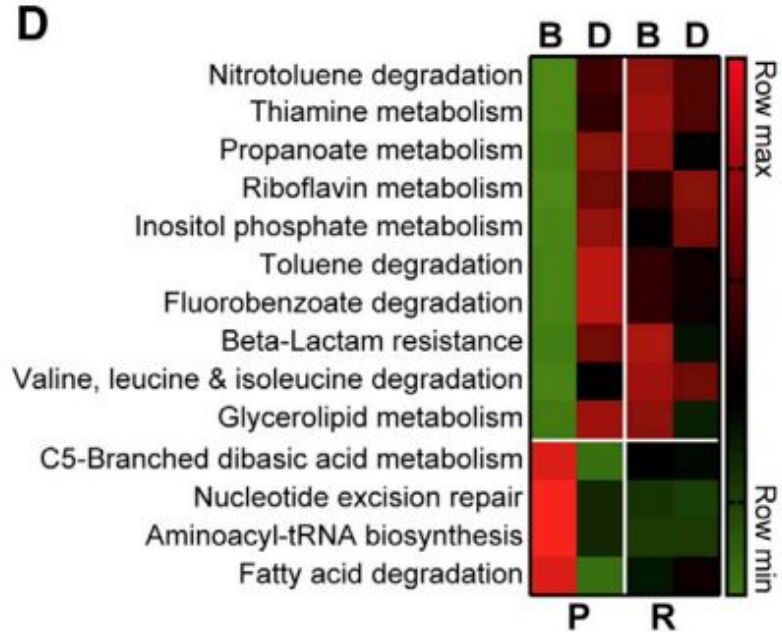 D
B D B D
Nitrotoluene degradation
Thiamine metabolism
Propanoate metabolism
Riboflavin metabolism
Inositol phosphate metabolism
Toluene degradation
Fluorobenzoate degradation
Beta-Lactam resistance
Valine, leucine & isoleucine degradation
Glycerolipid metabolism
C5-Branched dibasic acid metabolism
Nucleotide excision repair
Aminoacyl-tRNA biosynthesis
Fatty acid degradation
P R
Row max
Row min